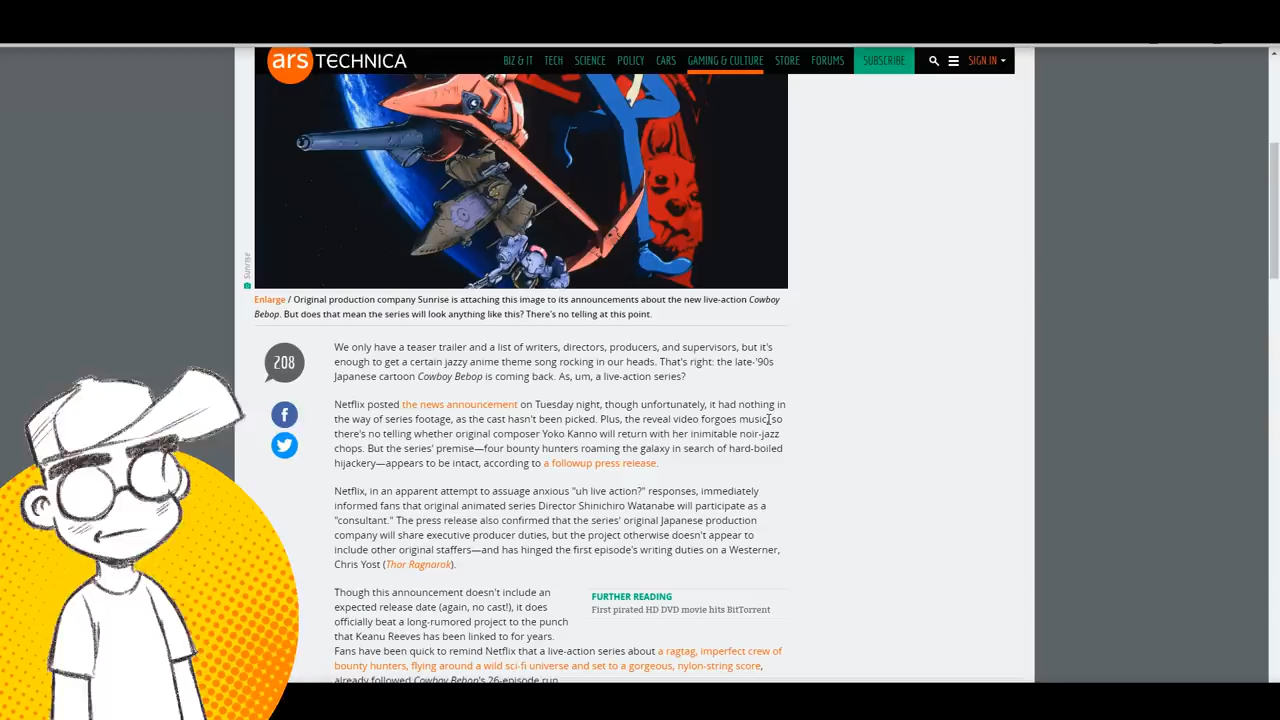 ars TECHNICA
BIZ & IT TECH SCIENCE POLICY CARS GAMING & CULTURE STORE FORUMS SUBSCRIBE SIGN IN
Sunrise
Enlarge / Original production company Sunrise is attaching this image to its announcements about the new live-action Cowboy
Bebop. But does that mean the series will look anything like this? There's no telling at this point.
208
We only have a teaser trailer and a list of writers, directors, producers, and supervisors, but it's
enough to get a certain jazzy anime theme song rocking in our heads. That's right: the late-'90s
Japanese cartoon Cowboy Bebop is coming back. As, um, a live-action series?
Netflix posted the news announcement on Tuesday night, though unfortunately, it had nothing in
the way of series footage, as the cast hasn't been picked. Plus, the reveal video forgoes music, so
there's no telling whether original composer Yoko Kanno will return with her inimitable noir-jazz
chops. But the series' premise—four bounty hunters roaming the galaxy in search of hard-boiled
hijackery—appears to be intact, according to a followup press release.
Netflix, in an apparent attempt to assuage anxious "uh live action?" responses, immediately
informed fans that original animated series Director Shinichiro Watanabe will participate as a
"consultant." The press release also confirmed that the series' original Japanese production
company will share executive producer duties, but the project otherwise doesn't appear to
include other original staffers—and has hinged the first episode's writing duties on a Westerner,
Chris Yost (Thor Ragnarok).
Though this announcement doesn't include an
expected release date (again, no cast!), it does
officially beat a long-rumored project to the punch
that Keanu Reeves has been linked to for years.
FURTHER READING
First pirated HD DVD movie hits BitTorrent
Fans have been quick to remind Netflix that a live-action series about a ragtag, imperfect crew of
bounty hunters, flying around a wild sci-fi universe and set to a gorgeous, nylon-string score,
already followed Cowboy Bebop's 26-episode run